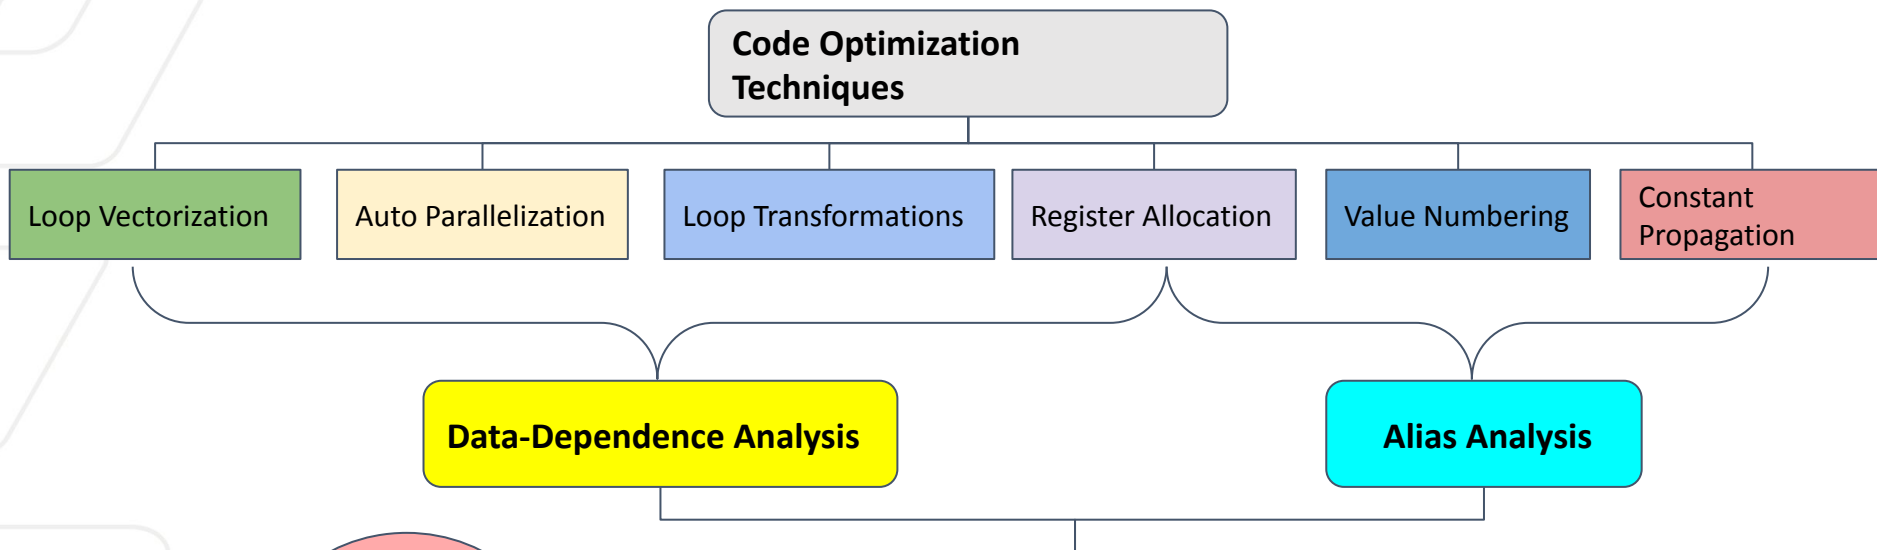 Code Optimization
Techniques
Loop Vectorization
Auto Parallelization
Loop Transformations
Register Allocation
Value Numbering
Constant
Propagation
Data-Dependence Analysis
Alias Analysis